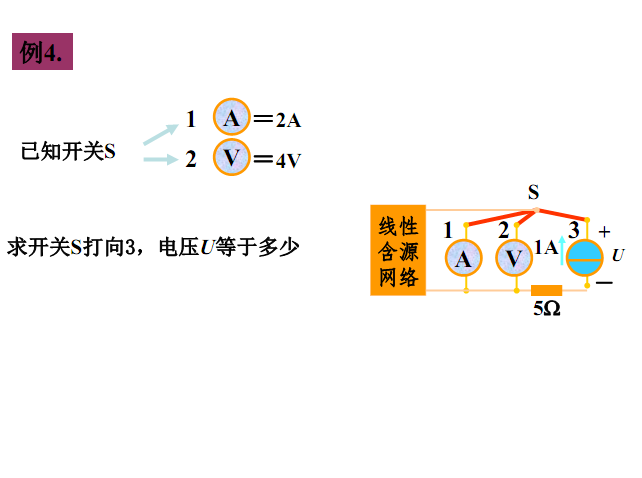 例4.
已知开关S
1 A ＝2A
2 V ＝4V
求开关S打向3，电压U等于多少
S
线性
含源
网络
1 2 3 +
A V 1A U
－
5Ω